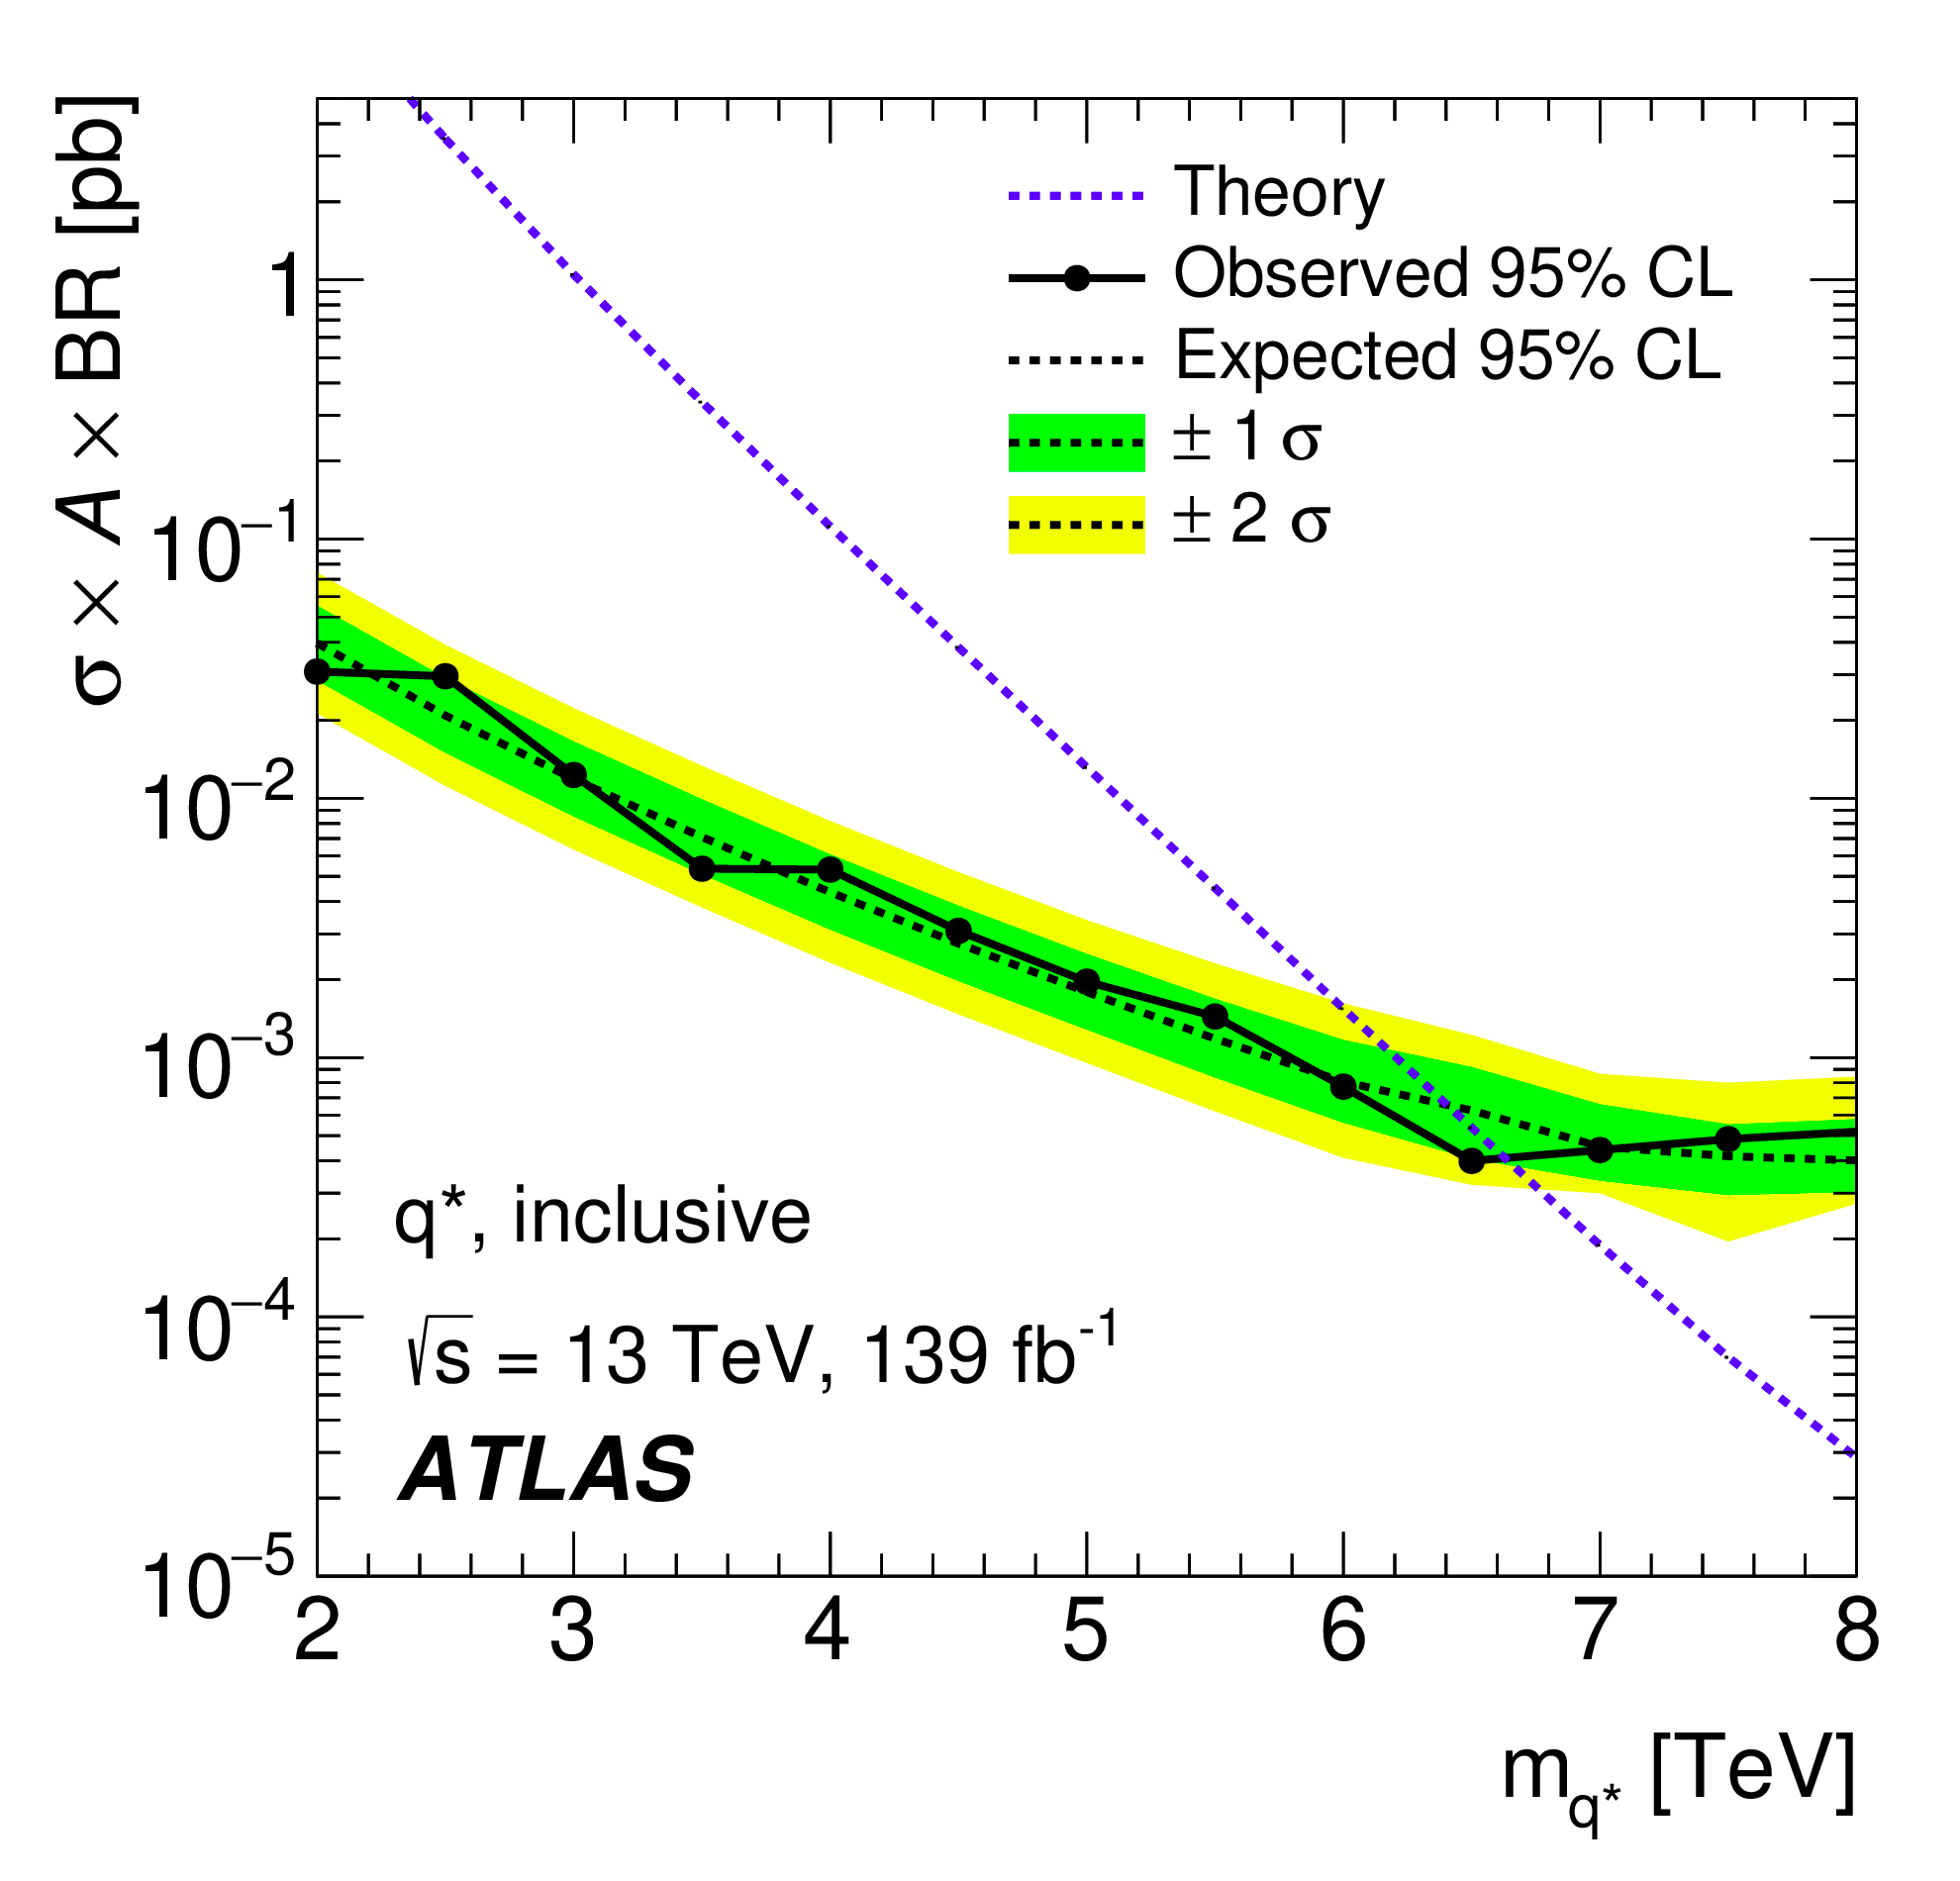 σ × A × BR [pb]
1
10⁻¹
10⁻²
10⁻³
10⁻⁴
10⁻⁵
Theory
Observed 95% CL
Expected 95% CL
± 1 σ
± 2 σ
q*, inclusive
√s = 13 TeV, 139 fb⁻¹
ATLAS
2 3 4 5 6 7 8
m_q* [TeV]